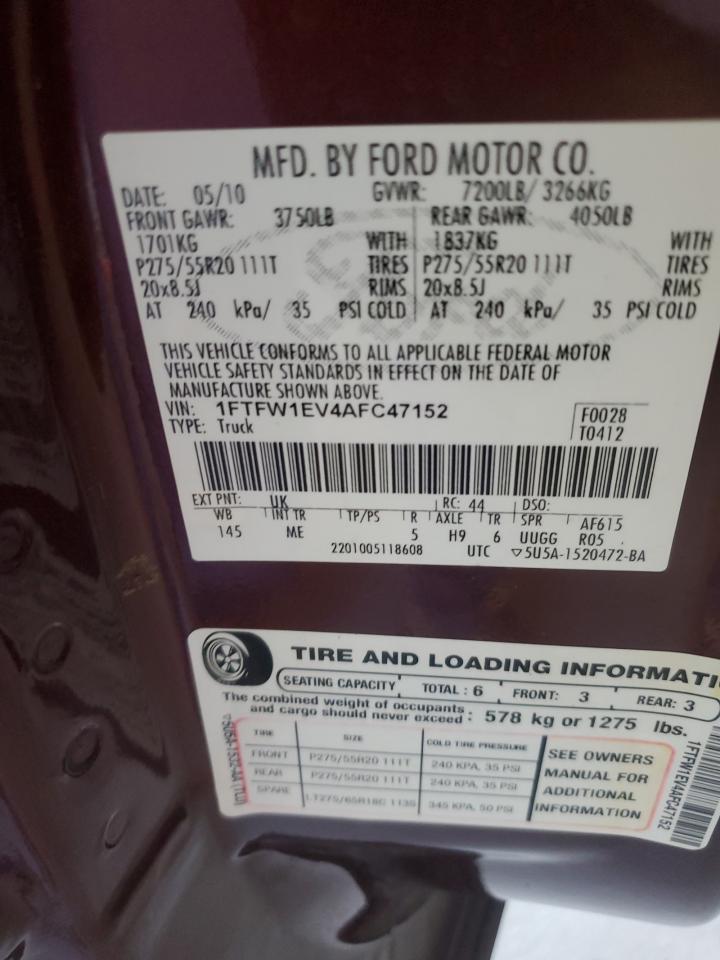 MFD. BY FORD MOTOR CO.
DATE: 05/10 GVWR: 7200LB/ 3266KG
FRONT GAWR: 3750LB REAR GAWR: 4050LB
1701KG WITH 1837KG WITH
P275/55R20 111T TIRES P275/55R20 111T TIRES
20x8.5J RIMS 20x8.5J RIMS
AT 240 kPa/ 35 PSI COLD AT 240 kPa/ 35 PSI COLD
THIS VEHICLE CONFORMS TO ALL APPLICABLE FEDERAL MOTOR
VEHICLE SAFETY STANDARDS IN EFFECT ON THE DATE OF
MANUFACTURE SHOWN ABOVE.
VIN: 1FTFW1EV4AFC47152 F0028
TYPE: Truck T0412
EXT PNT: UK RC: 44 DSO:
WB INT TR TP/PS R AXLE TR SPR AF615
145 ME 5 H9 6 UUGG R05
2201005118608 UTC ▽5U5A-1520472-BA
TIRE AND LOADING INFORMATI
SEATING CAPACITY TOTAL : 6 FRONT: 3 REAR: 3
The combined weight of occupants
and cargo should never exceed : 578 kg or 1275 lbs.
TIRE SIZE COLD TIRE PRESSURE
FRONT P275/55R20 111T 240 KPA, 35 PSI
REAR P275/55R20 111T 240 KPA, 35 PSI
SPARE 345 KPA, 50 PSI
SEE OWNERS
MANUAL FOR
ADDITIONAL
INFORMATION
1FTFW1EV4AFC47152